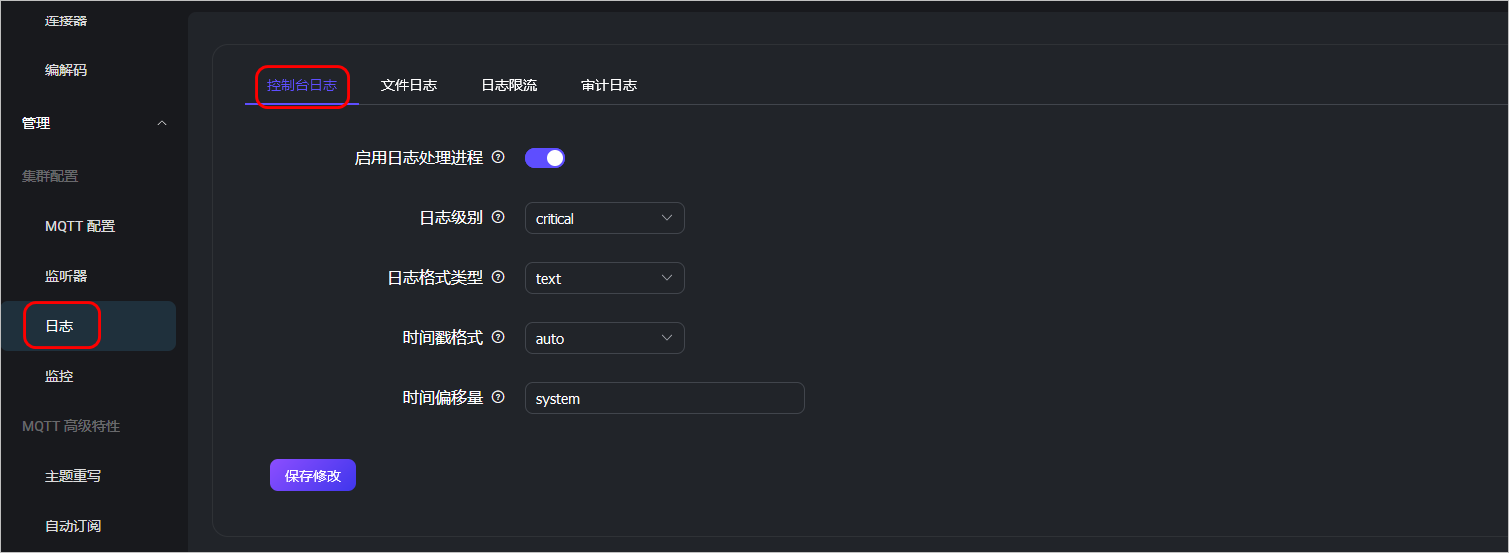 连接器
编解码
管理
集群配置
MQTT 配置
监听器
日志
监控
MQTT 高级特性
主题重写
自动订阅
控制台日志 文件日志 日志限流 审计日志
启用日志处理进程
日志级别 critical
日志格式类型 text
时间戳格式 auto
时间偏移量 system
保存修改